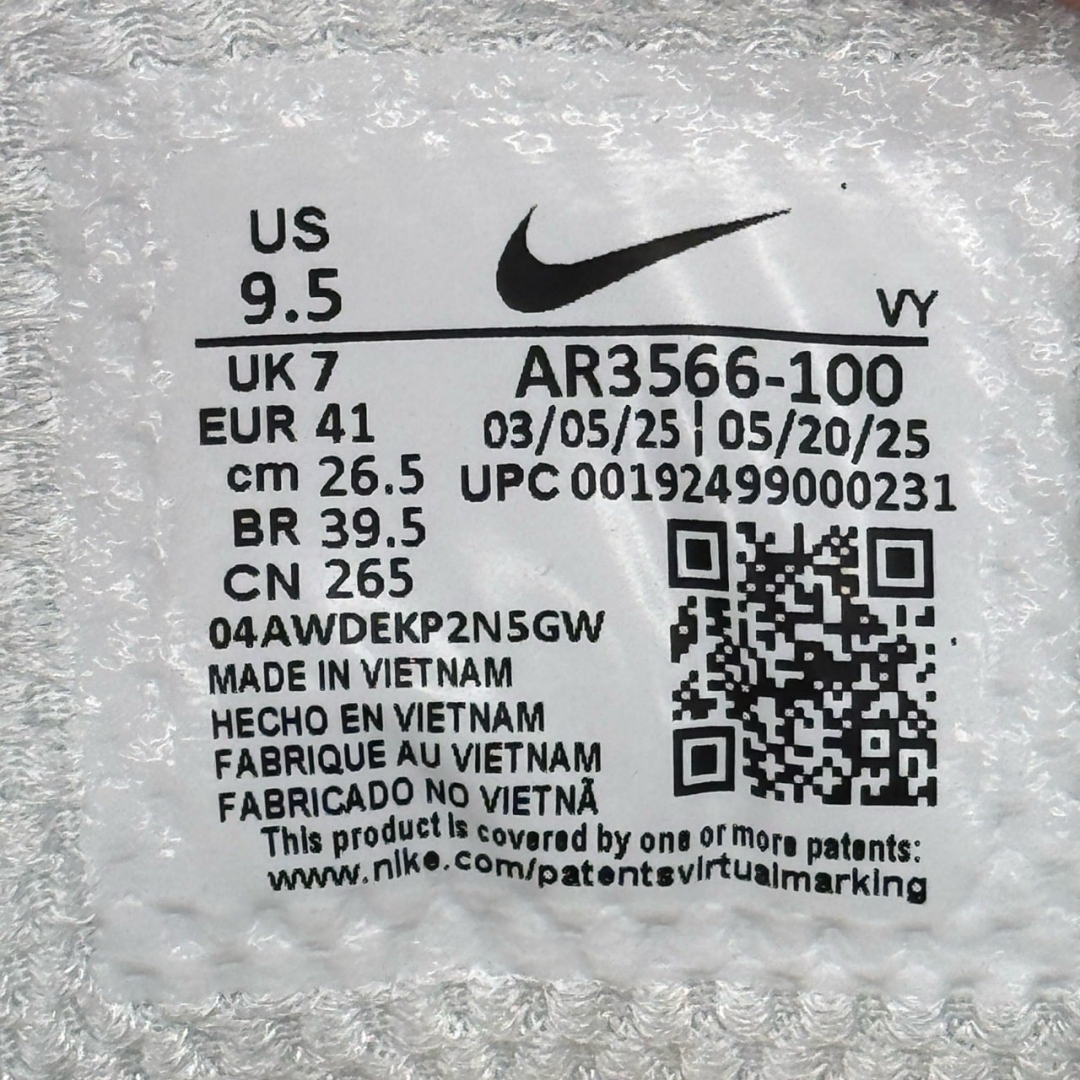 US
9.5
VY
UK 7
AR3566-100
EUR 41
03/05/25 | 05/20/25
cm 26.5
UPC 00192499000231
BR 39.5
CN 265
04AWDEKP2N5GW
MADE IN VIETNAM
HECHO EN VIETNAM
FABRIQUE AU VIETNAM
FABRICADO NO VIETNÃ
This product is covered by one or more patents:
www.nike.com/patentsvirtualmarking